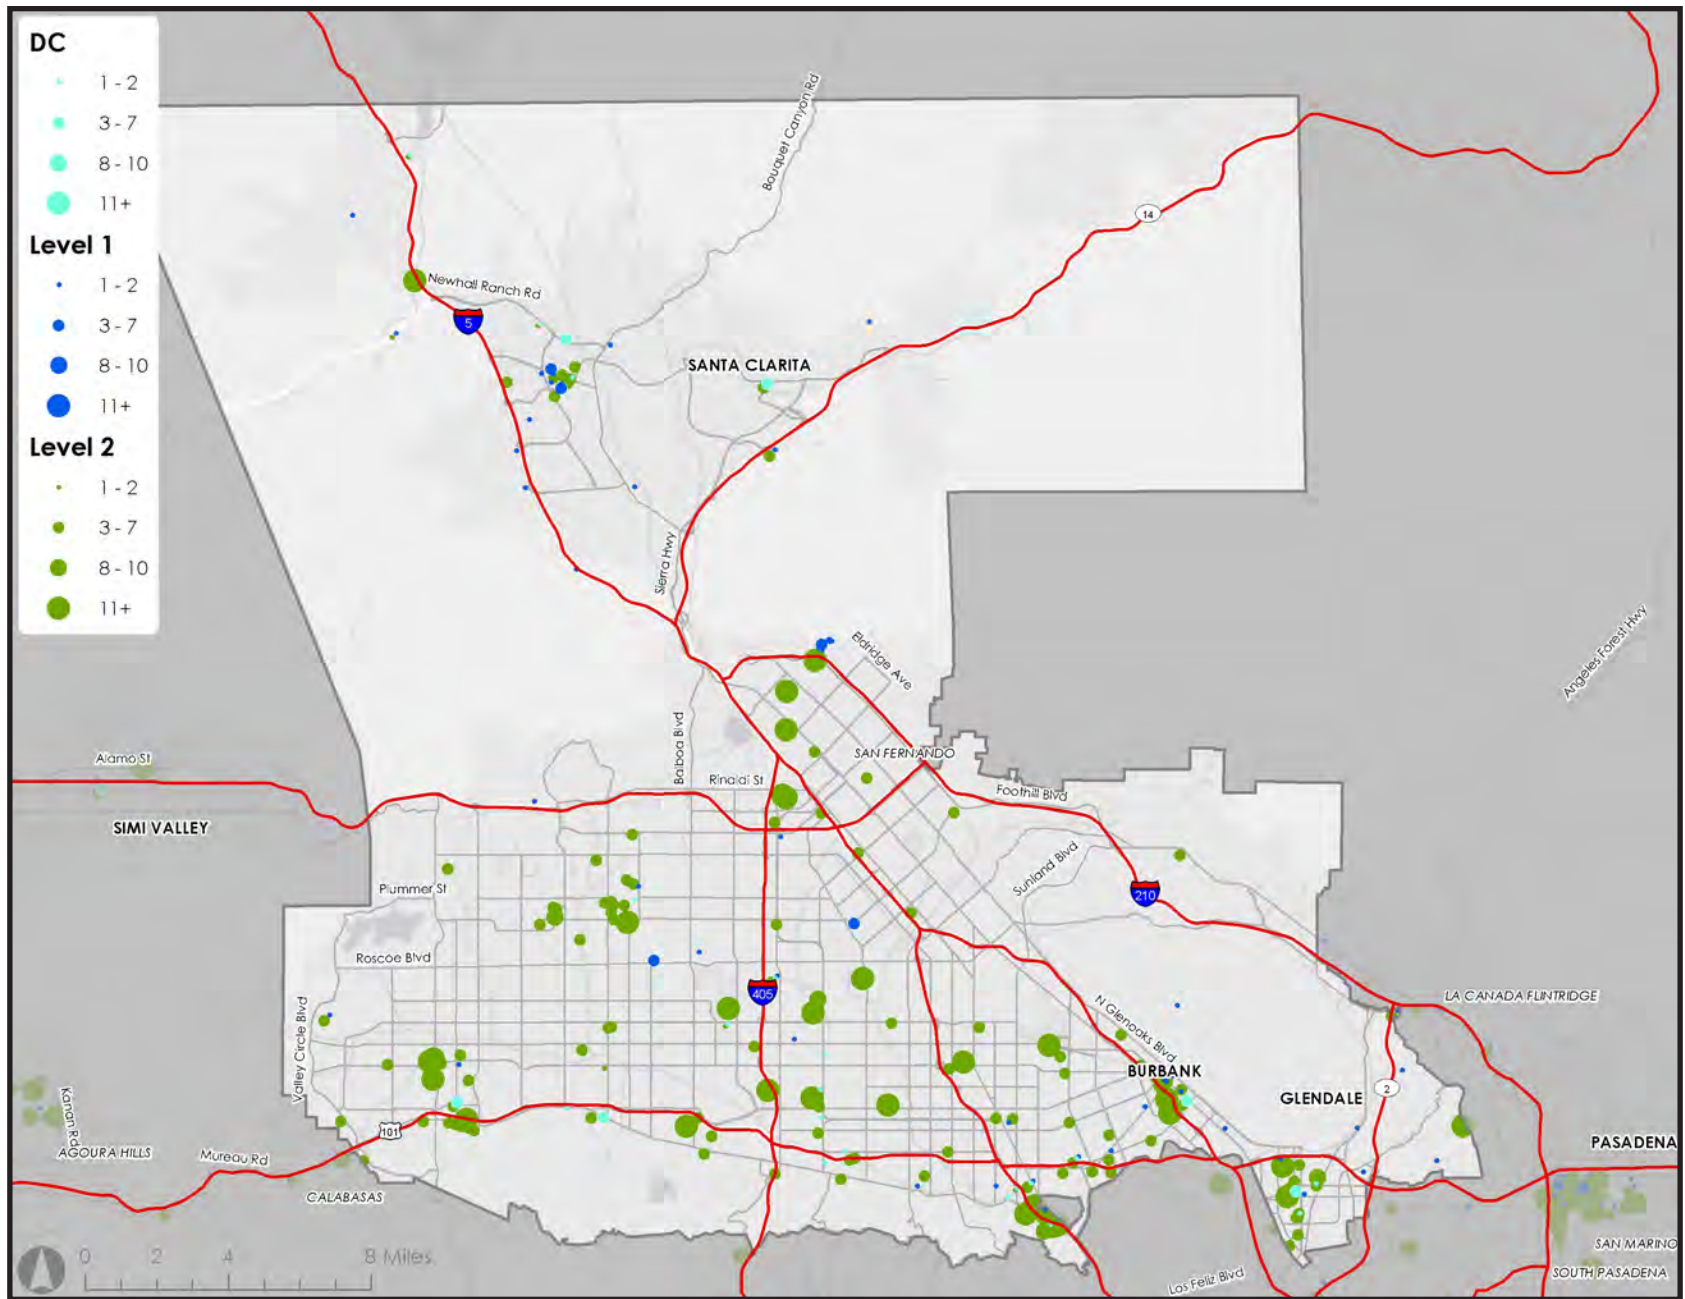 DC
1 - 2
3 - 7
8 - 10
11+
Level 1
1 - 2
3 - 7
8 - 10
11+
Level 2
1 - 2
3 - 7
8 - 10
11+
Bouquet Canyon Rd
14
Newhall Ranch Rd
5
SANTA CLARITA
Sierra Hwy
Eldridge Ave
Angeles Forest Hwy
Balboa Blvd
Alamo St
SAN FERNANDO
Rinaldi St
Foothill Blvd
SIMI VALLEY
Sunland Blvd
Plummer St
210
Roscoe Blvd
405
LA CANADA FLINTRIDGE
N Glenoaks Blvd
Valley Circle Blvd
BURBANK
2
GLENDALE
Kanan Rd
101
PASADENA
AGOURA HILLS
Mureau Rd
CALABASAS
SAN MARINO
0 2 4 8 Miles
SOUTH PASADENA
Los Feliz Blvd